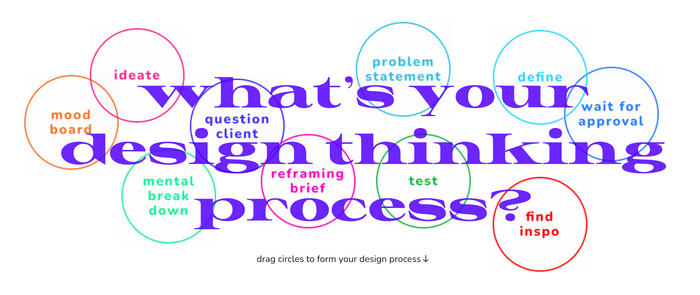 what's your
design thinking
process?
ideate
mood
board
question
client
problem
statement
define
wait for
approval
mental
break
down
reframing
brief
test
find
inspo
drag circles to form your design process↓